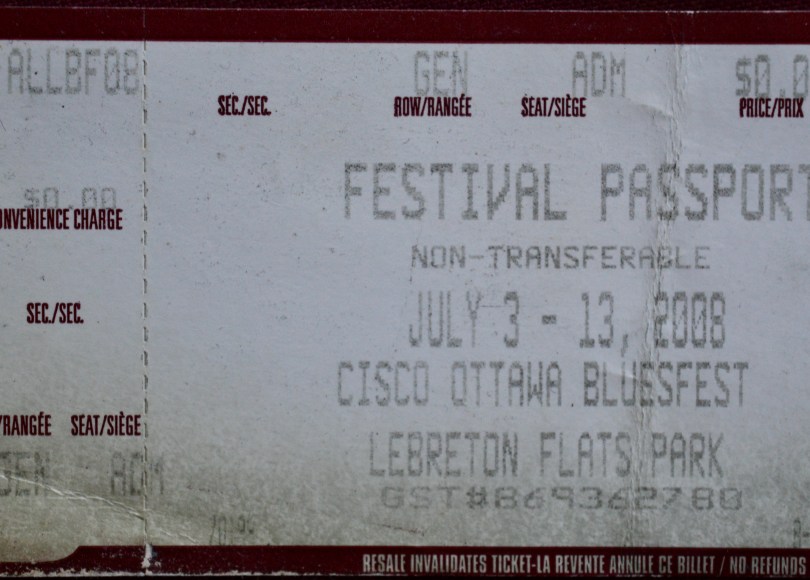 ALLCBF08
GEN ADM $0.0
SEC./SEC. ROW/RANGÉE SEAT/SIÈGE PRICE/PRIX
FESTIVAL PASSPORT
$0.00
ONVENIENCE CHARGE
NON-TRANSFERABLE
SEC./SEC.
JULY 3 - 13, 2008
CISCO OTTAWA BLUESFEST
/RANGÉE SEAT/SIÈGE
LEBRETON FLATS PARK
GEN ADM
GST#869362780
RESALE INVALIDATES TICKET-LA REVENTE ANNULE CE BILLET / NO REFUNDS